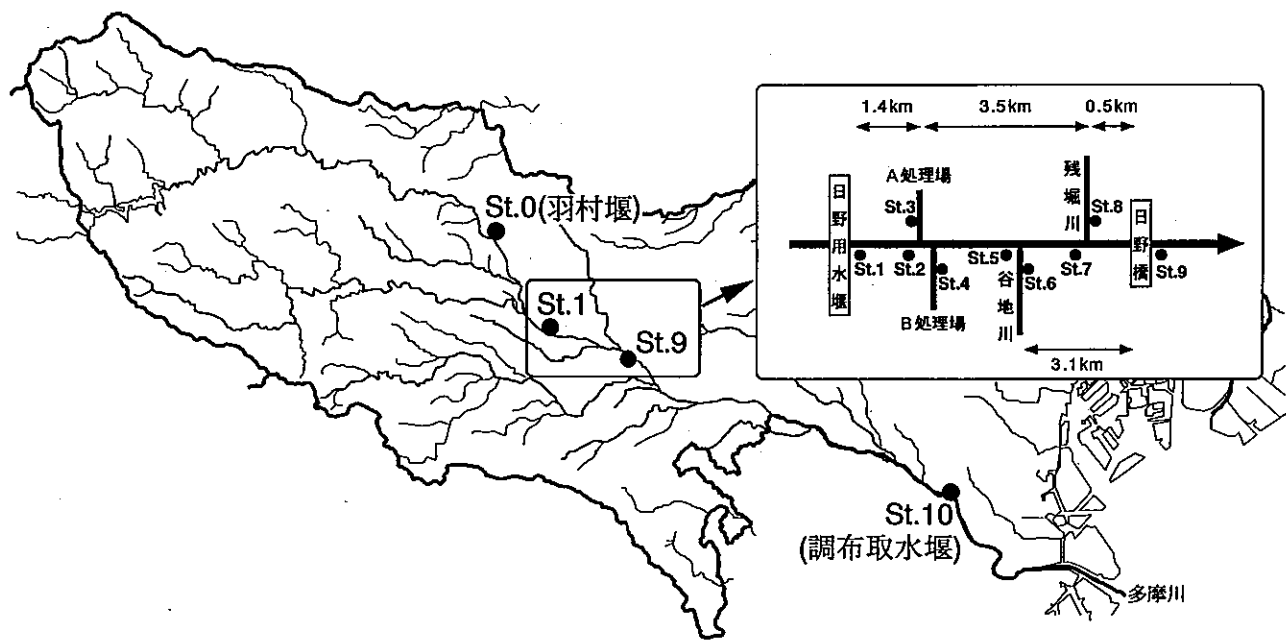 1.4km
3.5km
0.5km
日野用水堰
A処理場
残堀川
St.3
St.8
日野橋
St.1
St.2
St.4
St.5
St.6
St.7
St.9
B処理場
谷地川
3.1km
St.0(羽村堰)
St.1
St.9
St.10
(調布取水堰)
多摩川